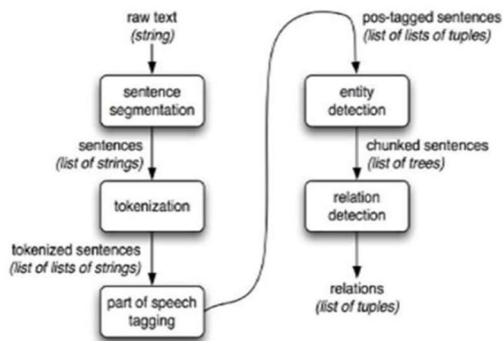 raw text
(string)
sentence
segmentation
sentences
(list of strings)
tokenization
tokenized sentences
(list of lists of strings)
part of speech
tagging
pos-tagged sentences
(list of lists of tuples)
entity
detection
chunked sentences
(list of trees)
relation
detection
relations
(list of tuples)